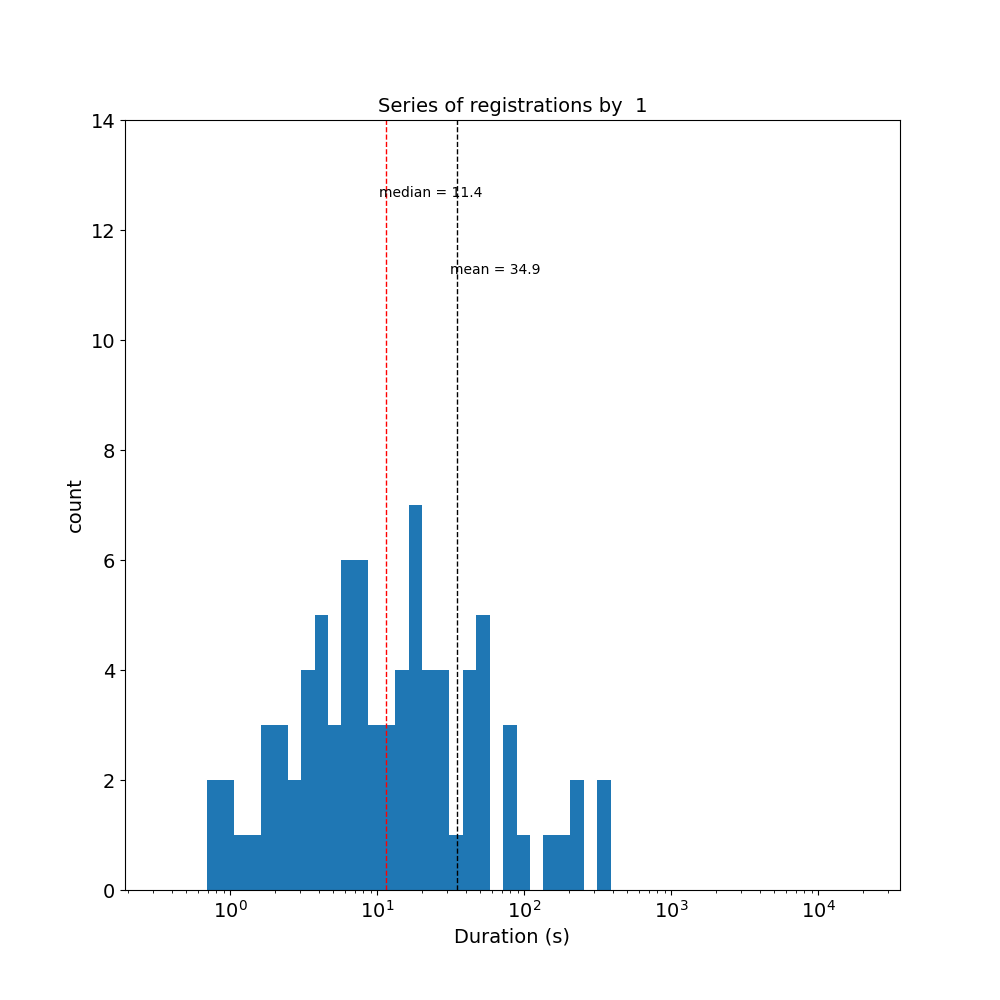 Series of registrations by  1
14
median = 11.4
12
mean = 34.9
10
8
count
6
4
2
0
10^0 10^1 10^2 10^3 10^4
Duration (s)